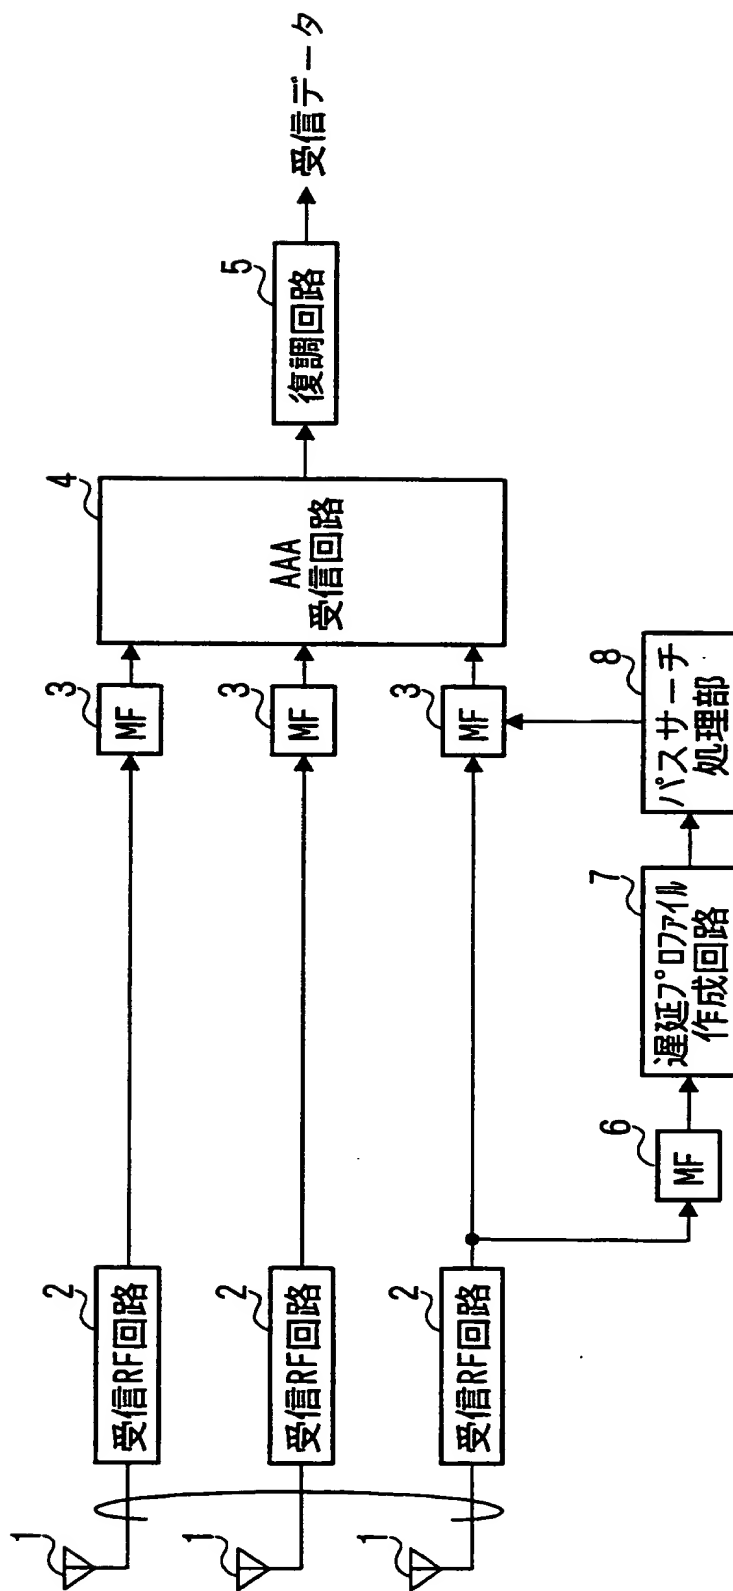 1
2
受信RF回路
3
MF
1
2
受信RF回路
3
MF
1
2
受信RF回路
3
MF
4
AAA
受信回路
5
復調回路
受信データ
6
MF
7
遅延プロファイル
作成回路
8
パスサーチ
処理部